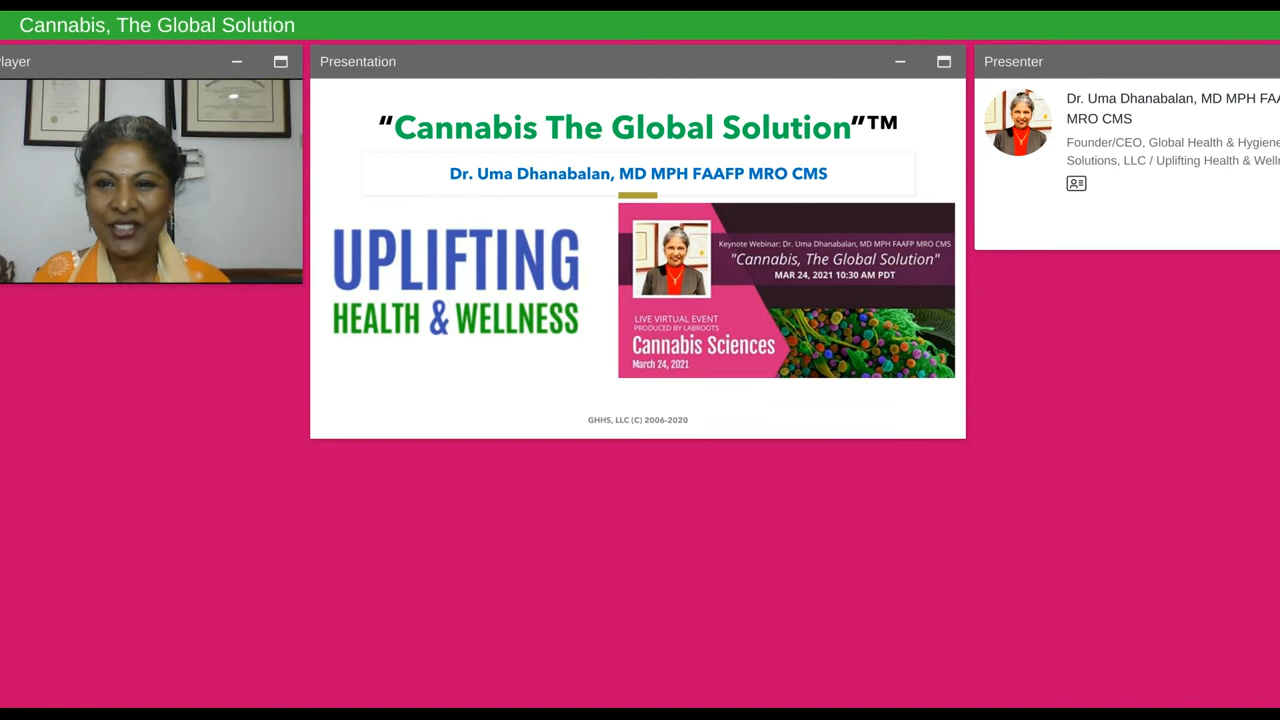 Cannabis, The Global Solution
layer
Presentation
“Cannabis The Global Solution”™
Dr. Uma Dhanabalan, MD MPH FAAFP MRO CMS
UPLIFTING
HEALTH & WELLNESS
Keynote Webinar: Dr. Uma Dhanabalan, MD MPH FAAFP MRO CMS
"Cannabis, The Global Solution"
MAR 24, 2021 10:30 AM PDT
LIVE VIRTUAL EVENT
PRODUCED BY LABROOTS
Cannabis Sciences
March 24, 2021
GHHS, LLC (C) 2006-2020
Presenter
Dr. Uma Dhanabalan, MD MPH FAA
MRO CMS
Founder/CEO, Global Health & Hygiene
Solutions, LLC / Uplifting Health & Well